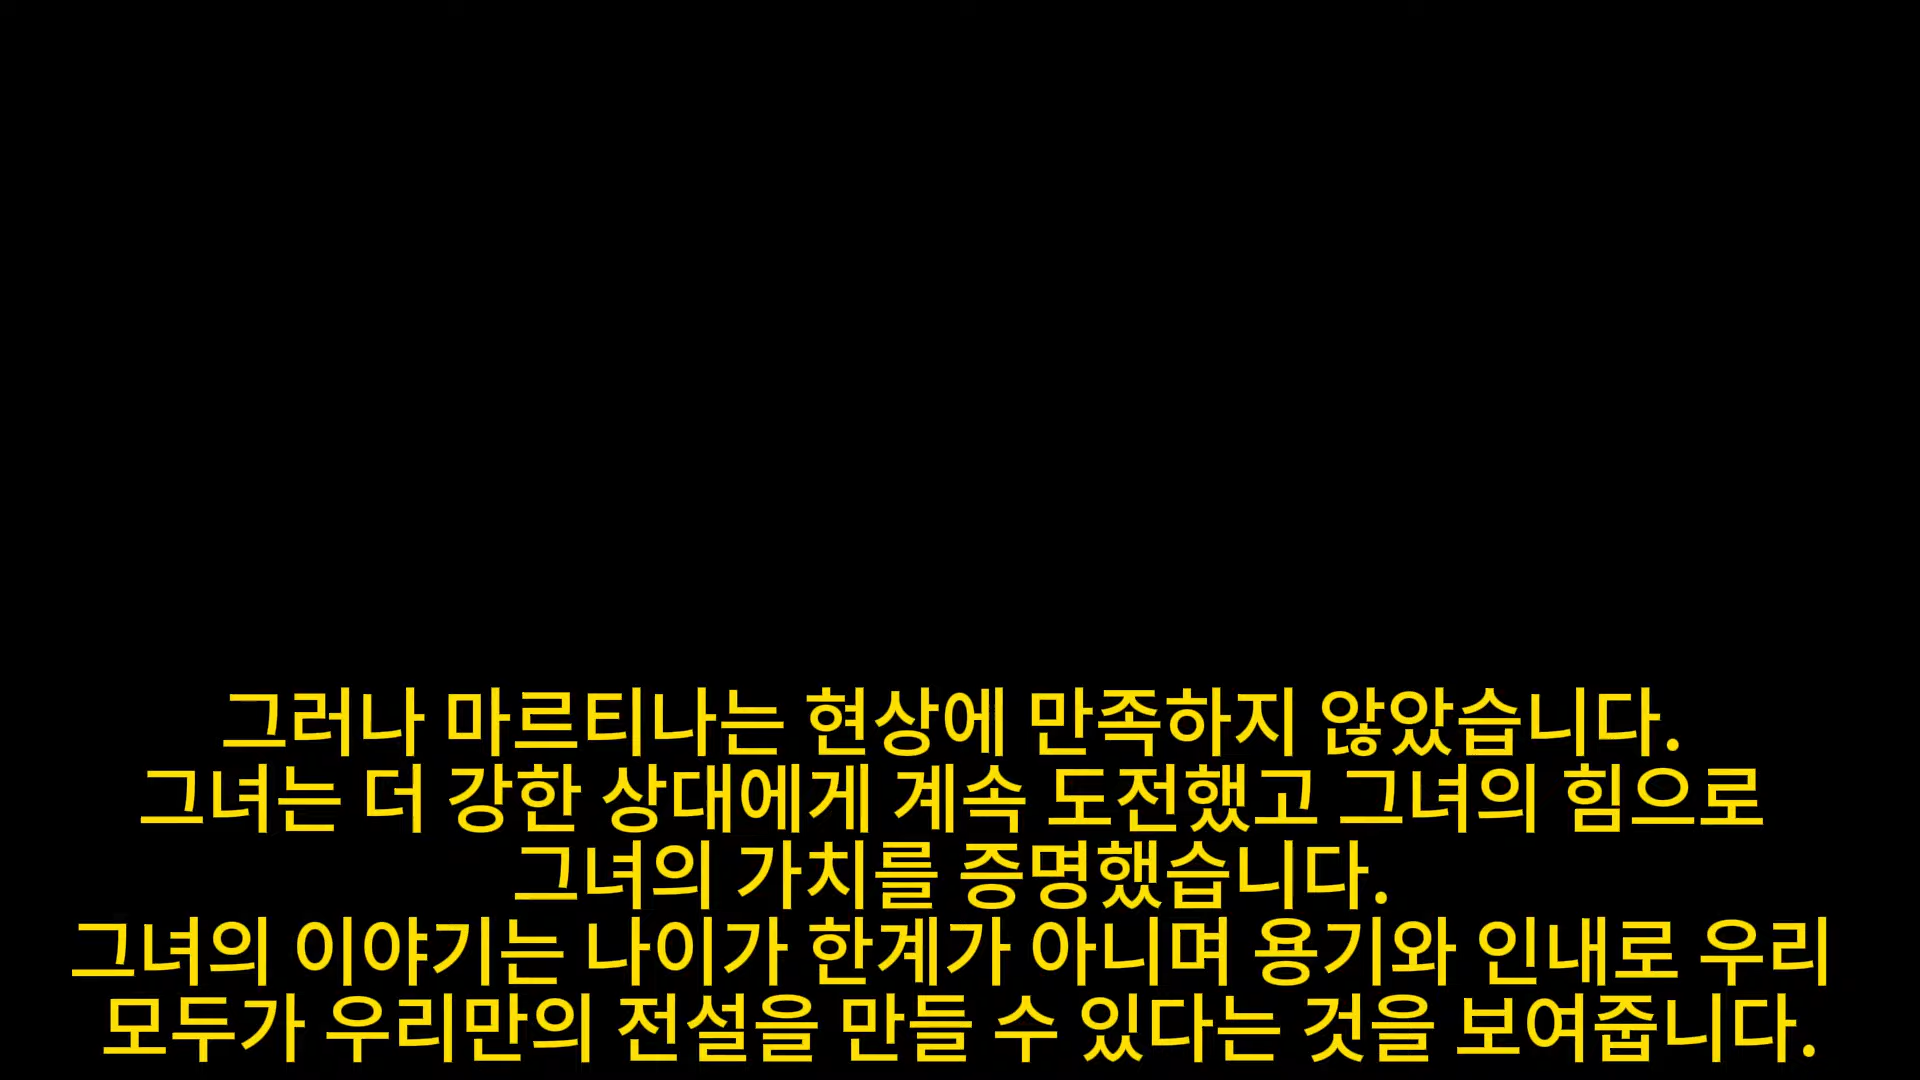 그러나 마르티나는 현상에 만족하지 않았습니다.
그녀는 더 강한 상대에게 계속 도전했고 그녀의 힘으로
그녀의 가치를 증명했습니다.
그녀의 이야기는 나이가 한계가 아니며 용기와 인내로 우리
모두가 우리만의 전설을 만들 수 있다는 것을 보여줍니다.